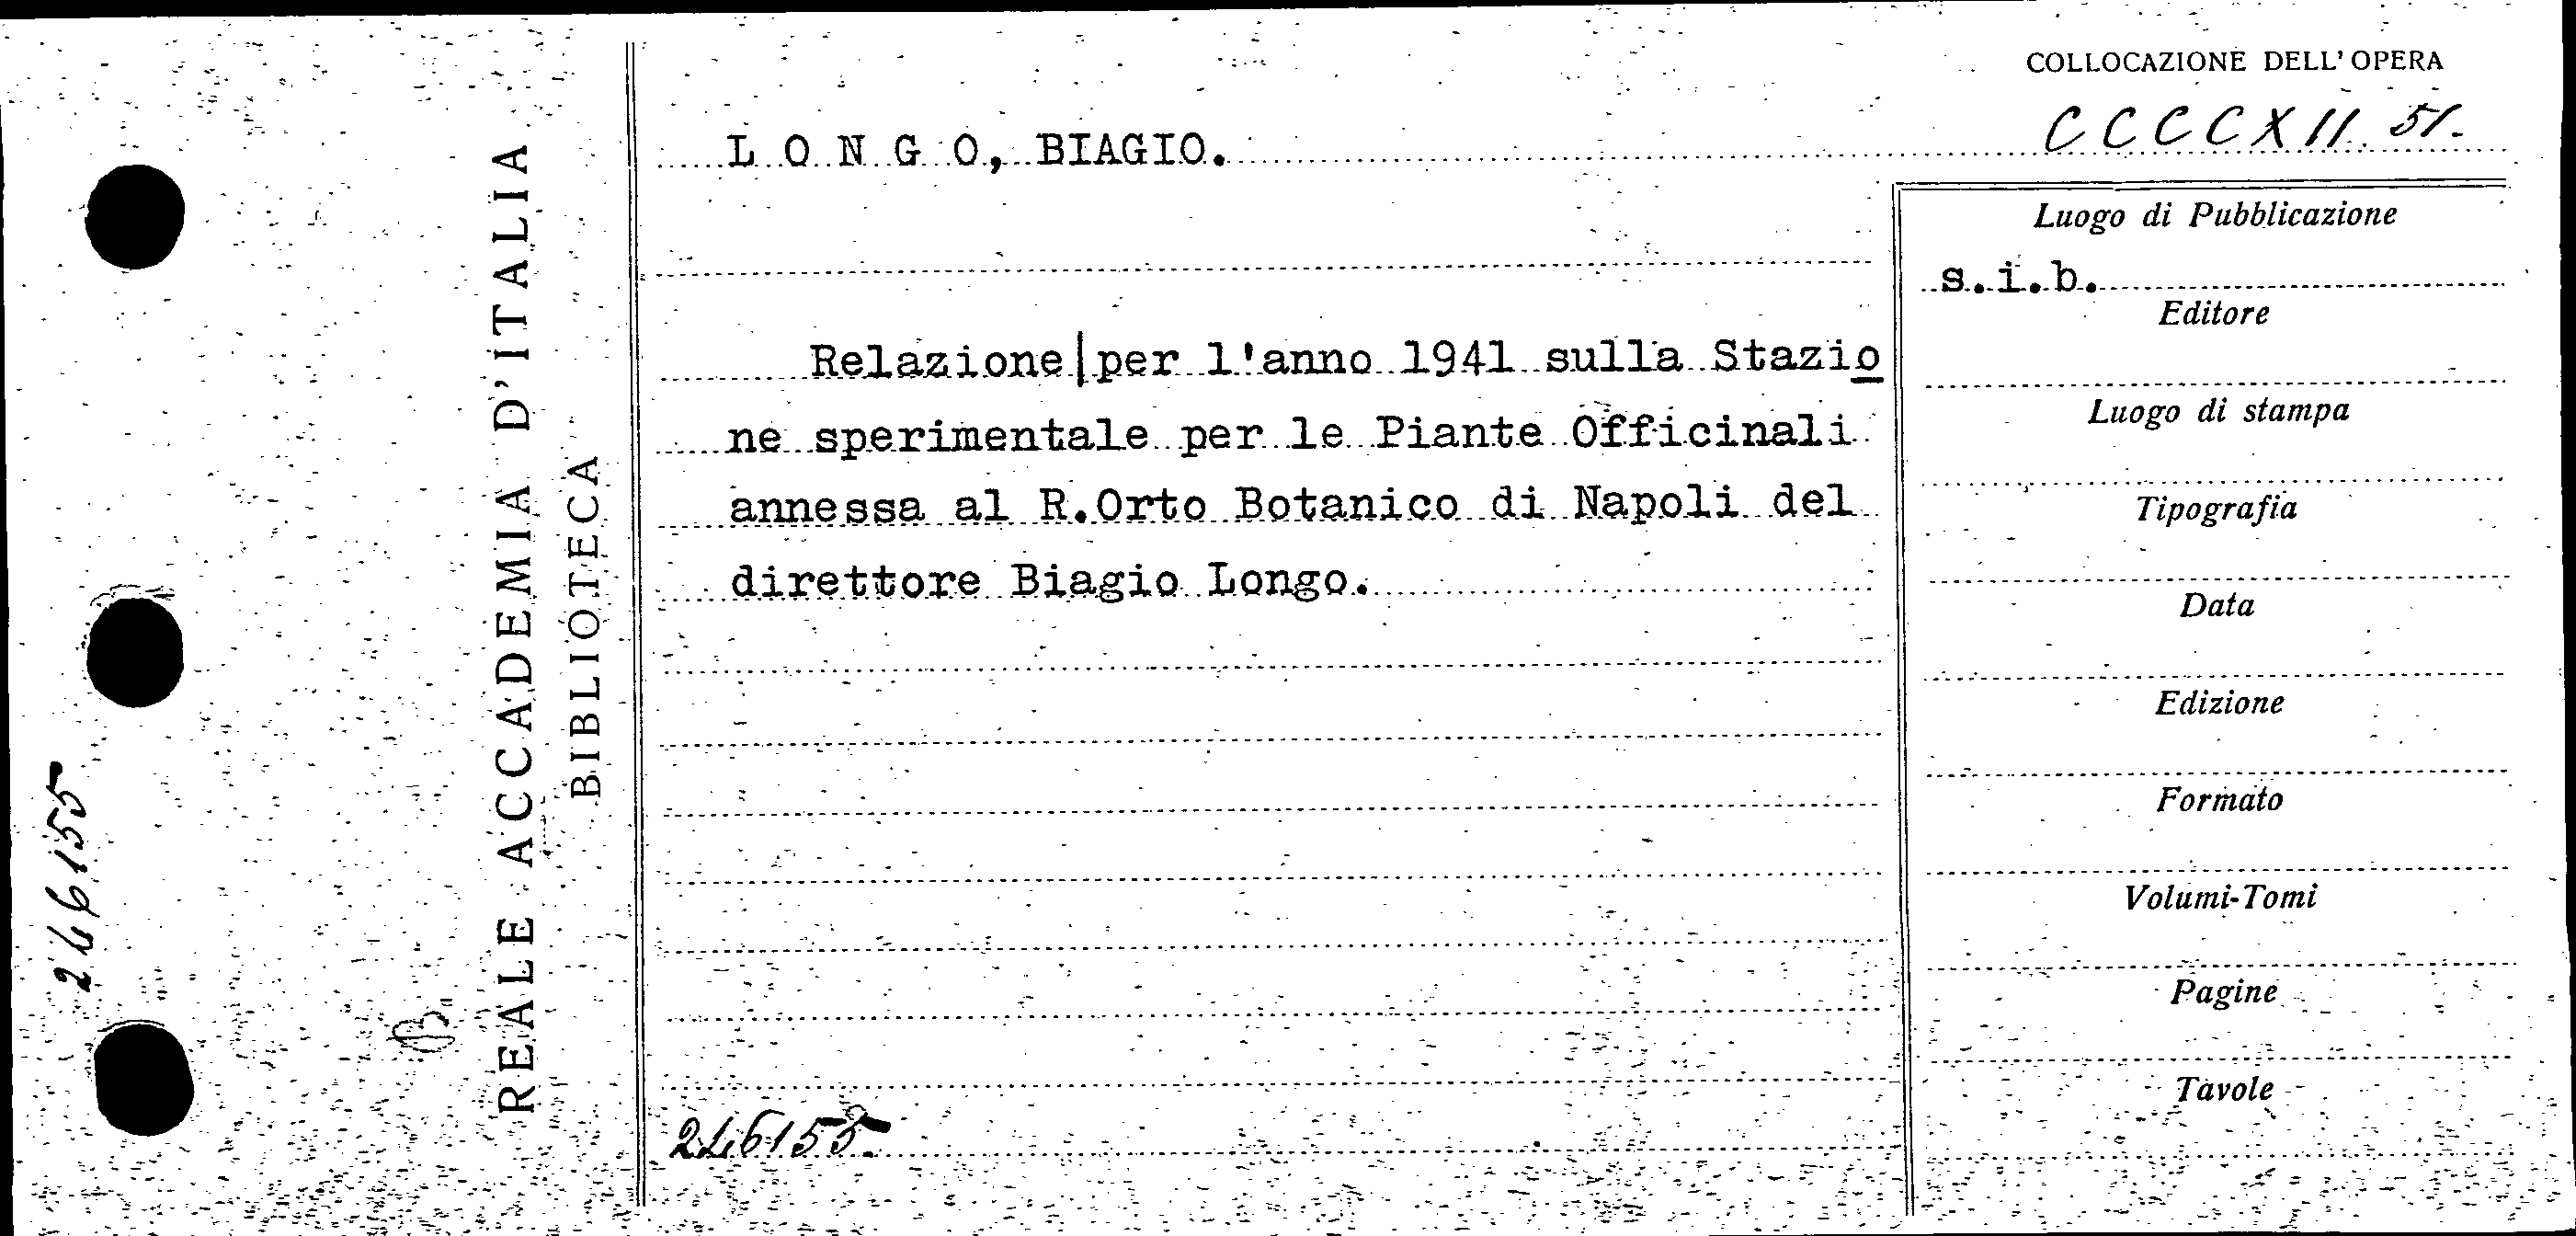 COLLOCAZIONE DELL'OPERA
CCCCXII 51.
L O N G O, BIAGIO.
Relazione|per l'anno 1941 sulla Stazio
ne sperimentale per le Piante Officinali
annessa al R.Orto Botanico di Napoli del
direttore Biagio Longo.
246155
Luogo di Pubblicazione
s.i.b.
Editore
Luogo di stampa
Tipografia
Data
Edizione
Formato
Volumi-Tomi
Pagine
Tavole
REALE ACCADEMIA D'ITALIA
BIBLIOTECA
246155